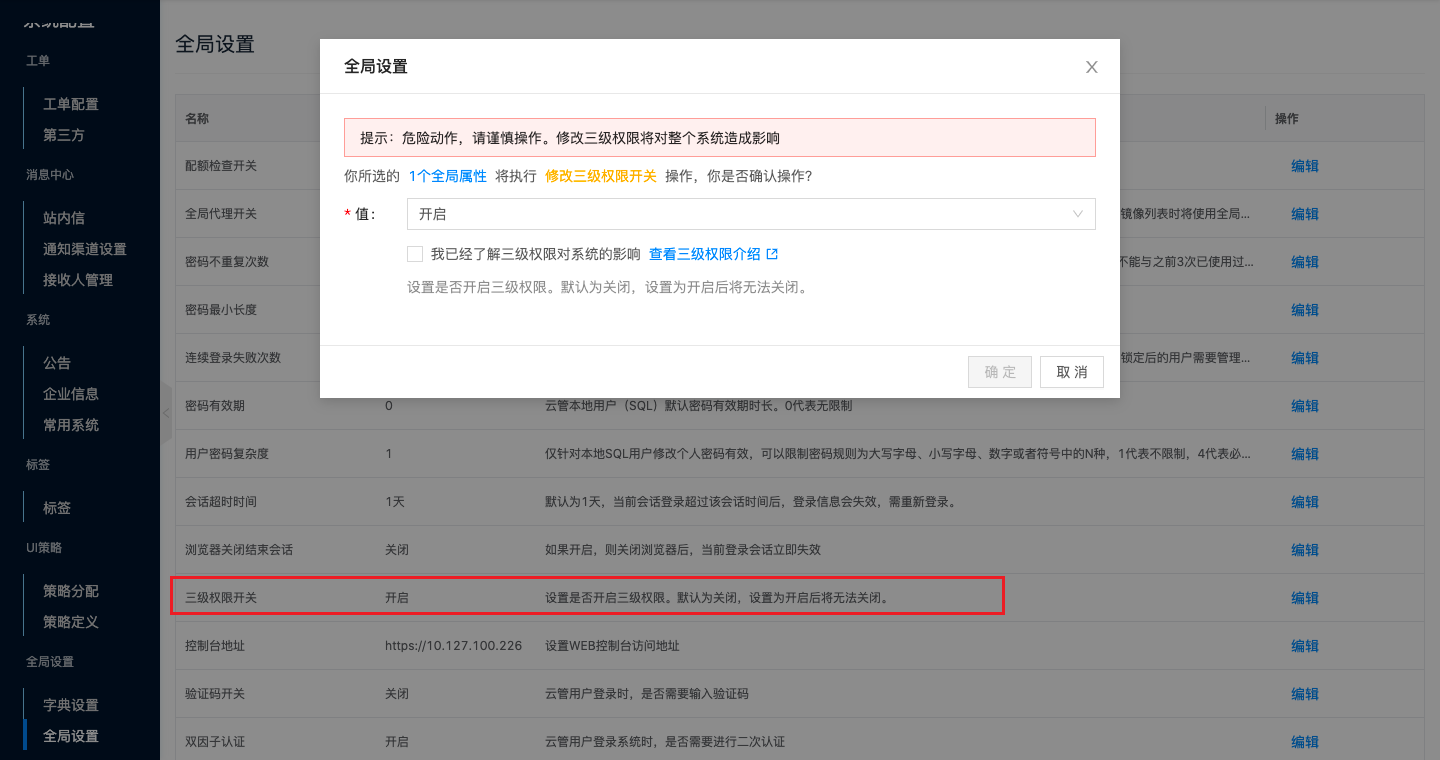 系统配置
工单
工单配置
第三方
消息中心
站内信
通知渠道设置
接收人管理
系统
公告
企业信息
常用系统
标签
标签
UI策略
策略分配
策略定义
全局设置
字典设置
全局设置
全局设置
名称
操作
配额检查开关
编辑
全局代理开关
镜像列表时将使用全局...
编辑
密码不重复次数
不能与之前3次已使用过...
编辑
密码最小长度
编辑
连续登录失败次数
锁定后的用户需要管理...
编辑
全局设置
提示：危险动作，请谨慎操作。修改三级权限将对整个系统造成影响
你所选的 1个全局属性 将执行 修改三级权限开关 操作，你是否确认操作?
* 值：
开启
我已经了解三级权限对系统的影响 查看三级权限介绍
设置是否开启三级权限。默认为关闭，设置为开启后将无法关闭。
确 定
取 消
密码有效期 0 云管本地用户（SQL）默认密码有效期时长。0代表无限制 编辑
用户密码复杂度 1 仅针对本地SQL用户修改个人密码有效，可以限制密码规则为大写字母、小写字母、数字或者符号中的N种，1代表不限制，4代表必... 编辑
会话超时时间 1天 默认为1天，当前会话登录超过该会话时间后，登录信息会失效，需重新登录。 编辑
浏览器关闭结束会话 关闭 如果开启，则关闭浏览器后，当前登录会话立即失效 编辑
三级权限开关 开启 设置是否开启三级权限。默认为关闭，设置为开启后将无法关闭。 编辑
控制台地址 https://10.127.100.226 设置WEB控制台访问地址 编辑
验证码开关 关闭 云管用户登录时，是否需要输入验证码 编辑
双因子认证 开启 云管用户登录系统时，是否需要进行二次认证 编辑